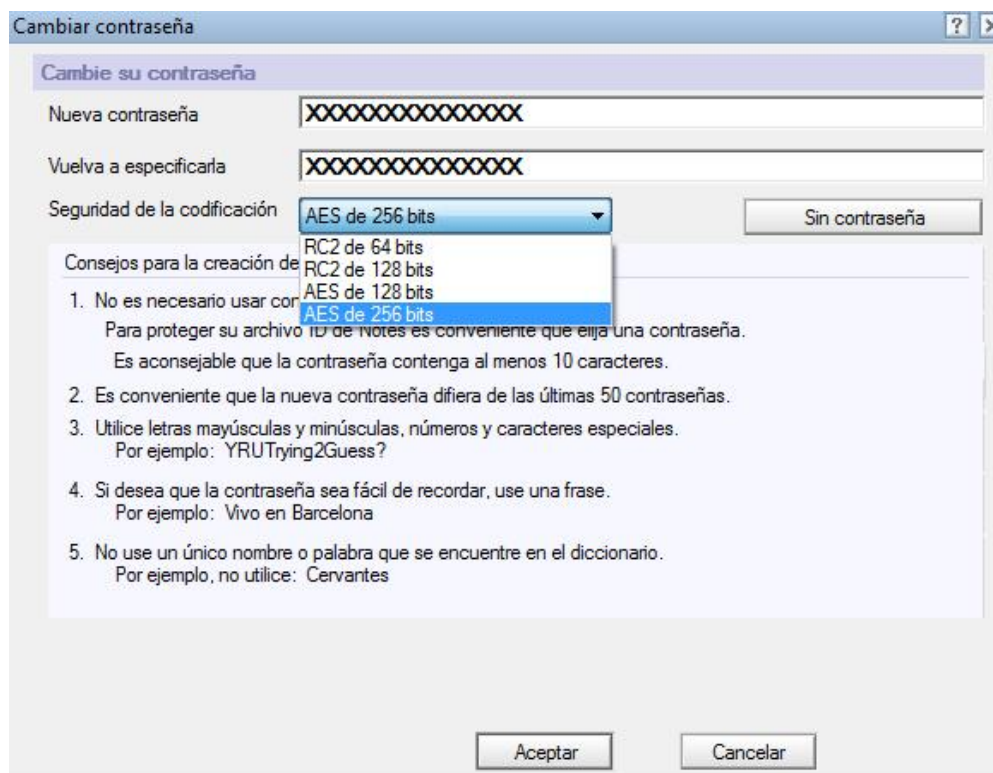 Cambiar contraseña
?
Cambie su contraseña
Nueva contraseña XXXXXXXXXXXXXX
Vuelva a especificarla XXXXXXXXXXXXXX
Seguridad de la codificación AES de 256 bits Sin contraseña
RC2 de 64 bits
RC2 de 128 bits
AES de 128 bits
AES de 256 bits
Consejos para la creación de
1. No es necesario usar
Para proteger su archivo ID de Notes es conveniente que elija una contraseña.
Es aconsejable que la contraseña contenga al menos 10 caracteres.
2. Es conveniente que la nueva contraseña difiera de las últimas 50 contraseñas.
3. Utilice letras mayúsculas y minúsculas, números y caracteres especiales.
Por ejemplo: YRUTrying2Guess?
4. Si desea que la contraseña sea fácil de recordar, use una frase.
Por ejemplo: Vivo en Barcelona
5. No use un único nombre o palabra que se encuentre en el diccionario.
Por ejemplo, no utilice: Cervantes
Aceptar Cancelar